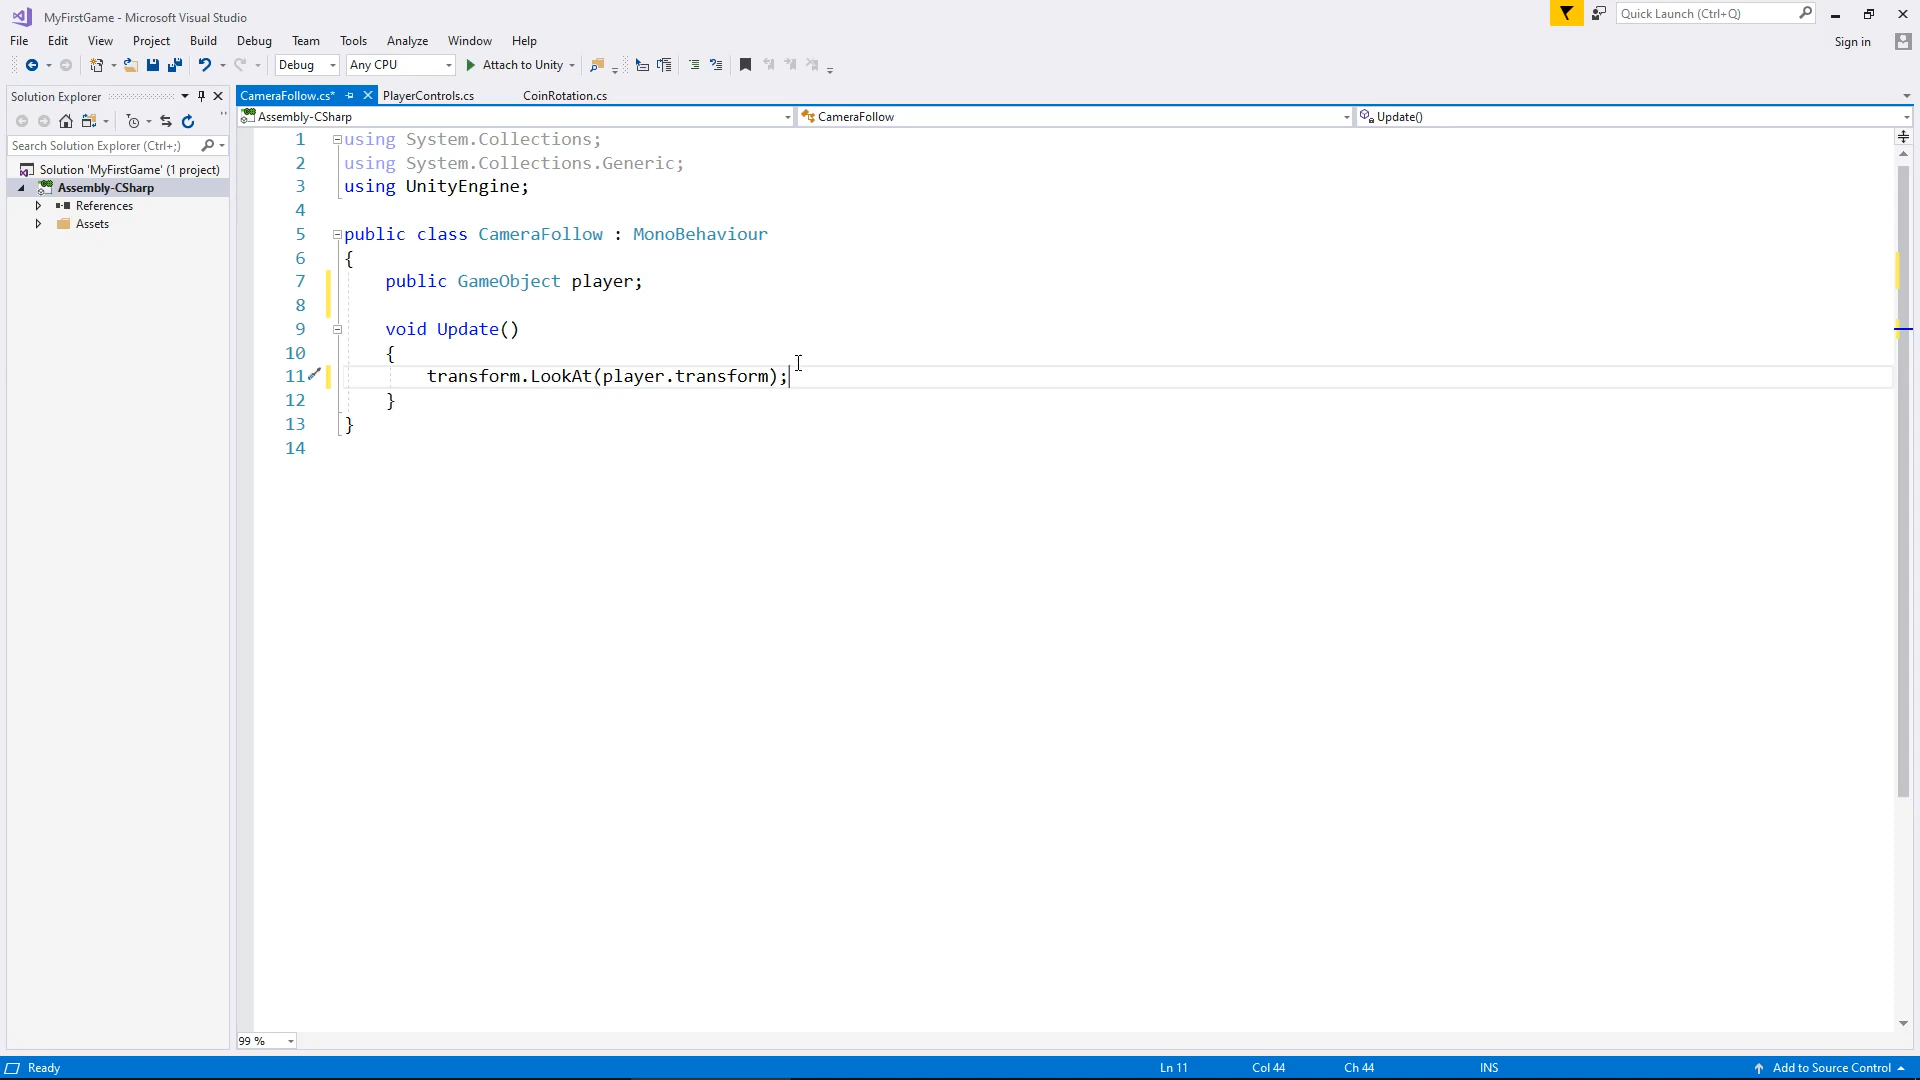 MyFirstGame - Microsoft Visual Studio
Quick Launch (Ctrl+Q)
File Edit View Project Build Debug Team Tools Analyze Window Help
Sign in
Debug Any CPU Attach to Unity
Solution Explorer
CameraFollow.cs* PlayerControls.cs CoinRotation.cs
Assembly-CSharp CameraFollow Update()
Search Solution Explorer (Ctrl+;)
Solution 'MyFirstGame' (1 project)
Assembly-CSharp
References
Assets
1 using System.Collections;
2 using System.Collections.Generic;
3 using UnityEngine;
4
5 public class CameraFollow : MonoBehaviour
6 {
7 public GameObject player;
8
9 void Update()
10 {
11 transform.LookAt(player.transform);
12 }
13 }
14
99 %
Ready Ln 11 Col 44 Ch 44 INS Add to Source Control